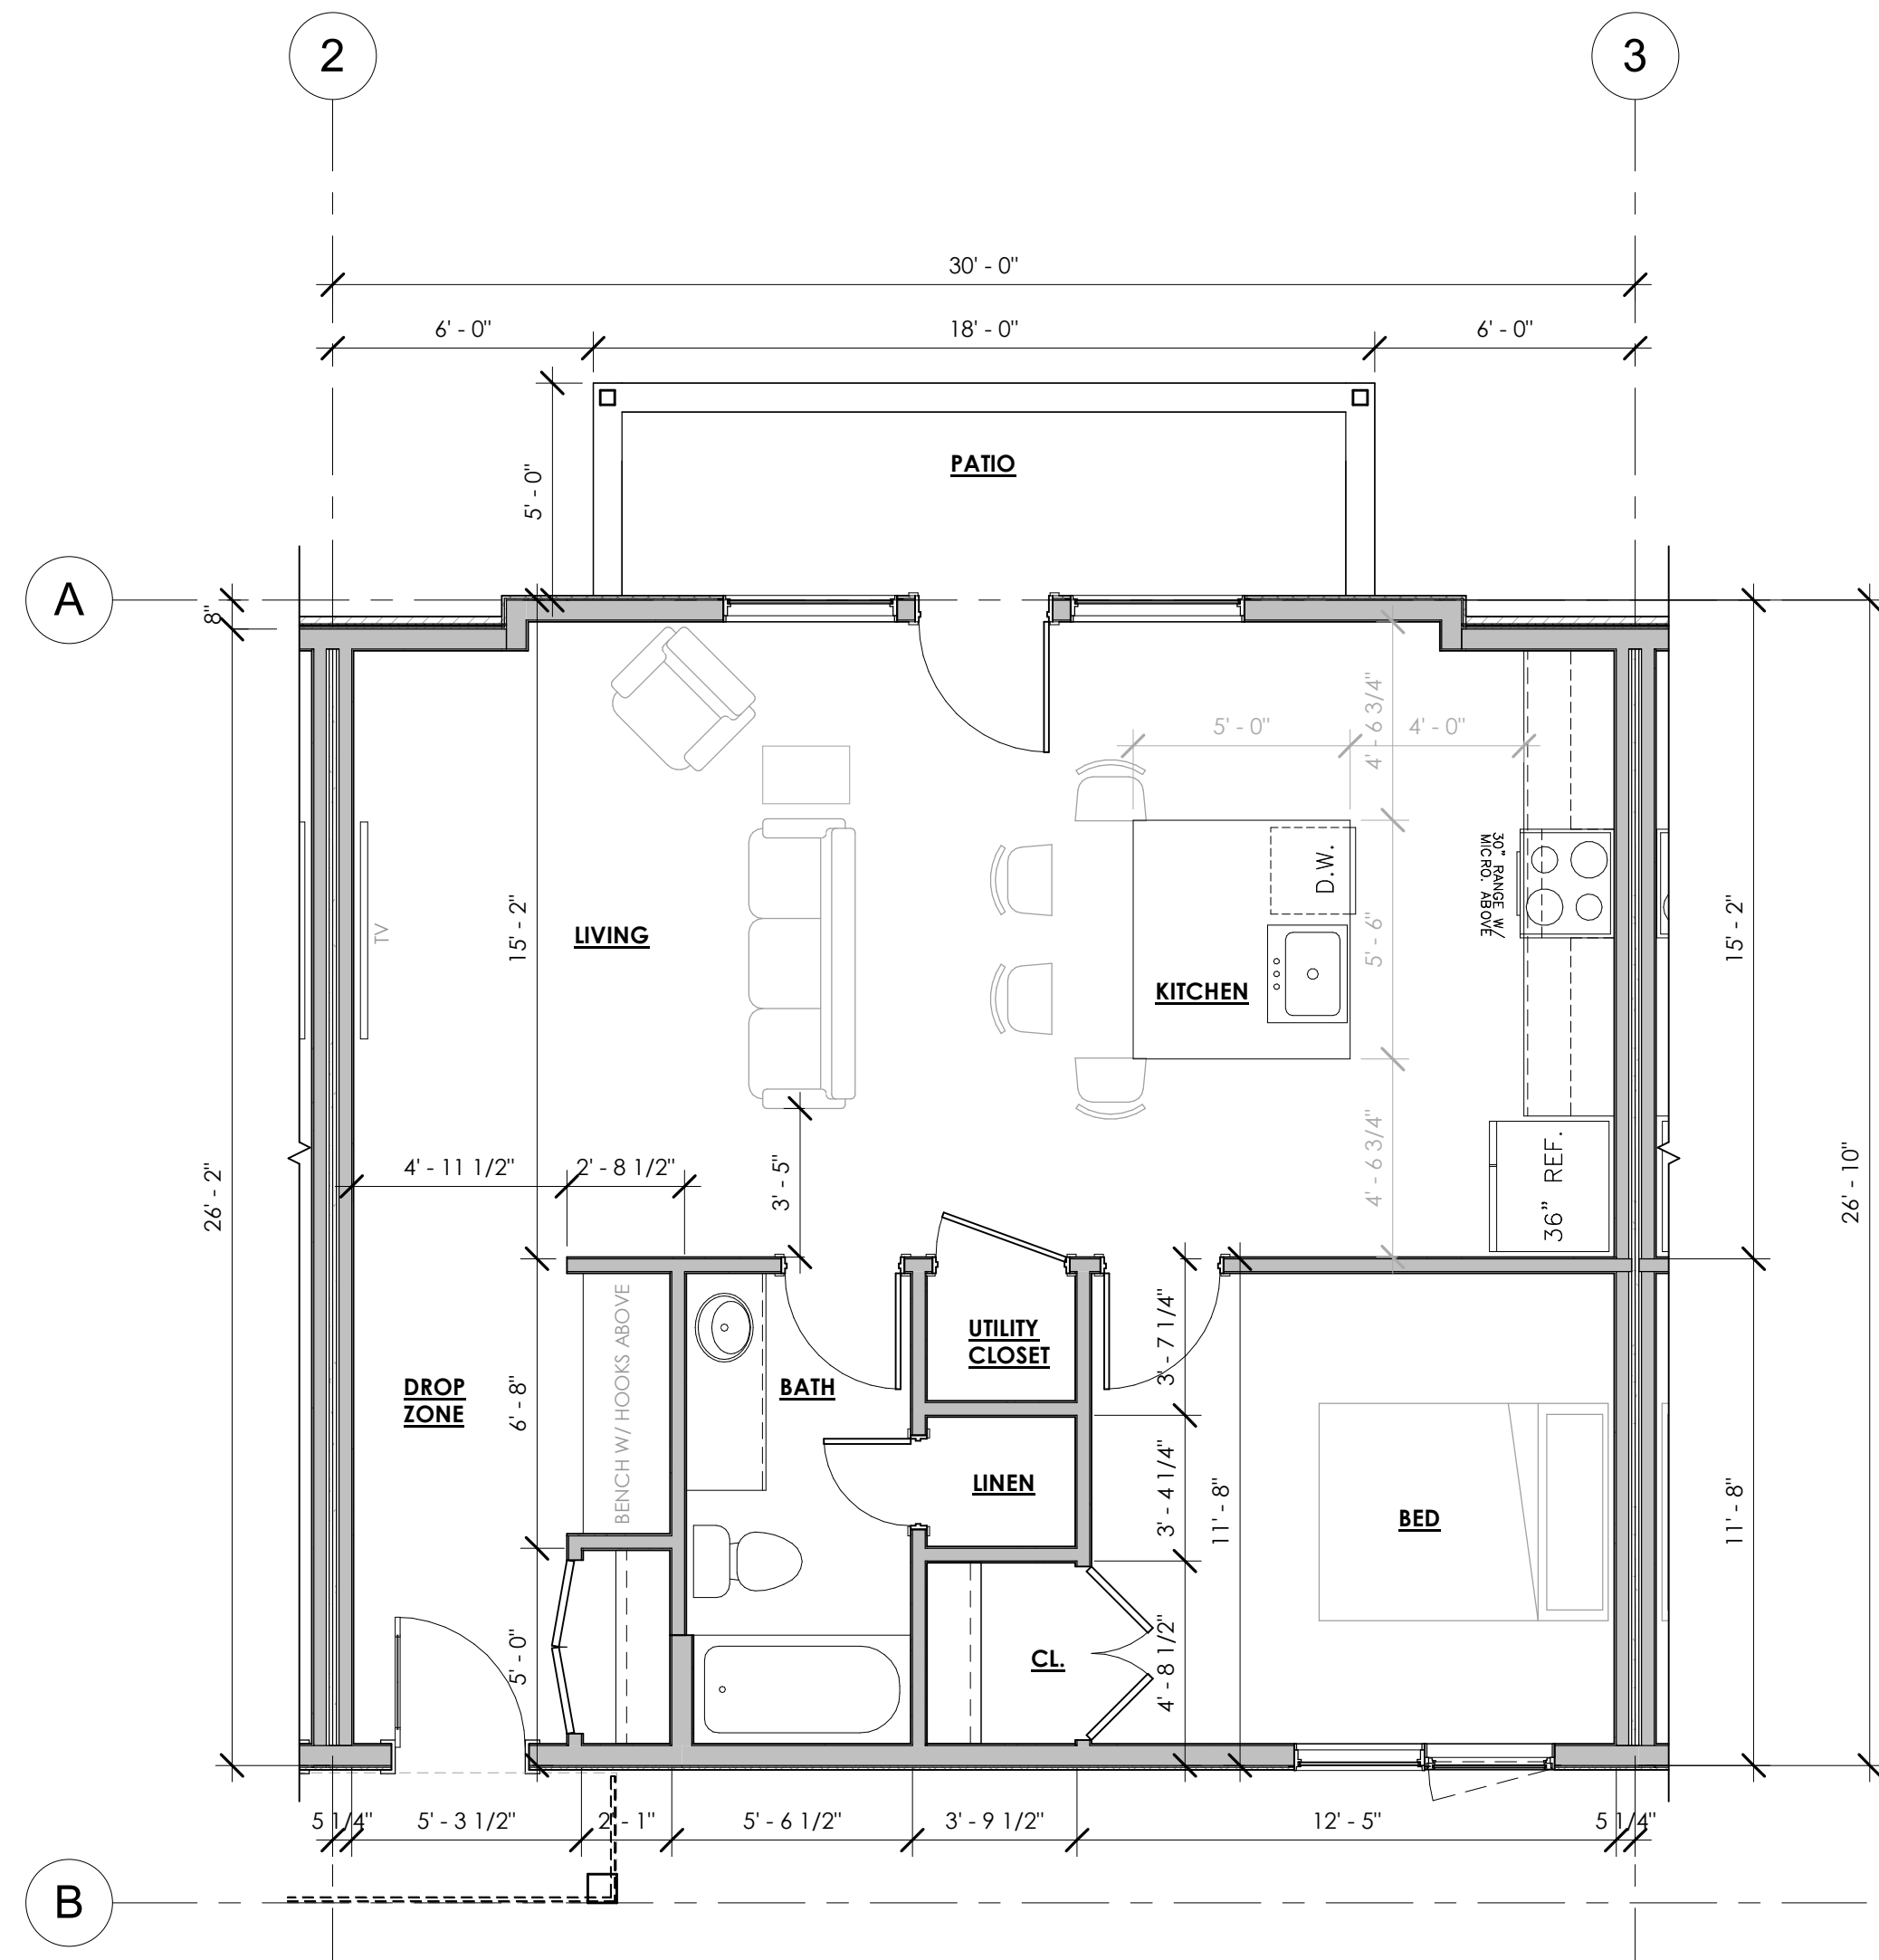 2
3
30' - 0"
6' - 0"
18' - 0"
6' - 0"
5' - 0"
PATIO
A
8"
4' - 6 3/4"
5' - 0"
4' - 0"
30" RANGE W/
MICRO. ABOVE
D.W.
TV
LIVING
15' - 2"
5' - 6"
15' - 2"
KITCHEN
26' - 2"
4' - 11 1/2"
2' - 8 1/2"
3' - 5"
4' - 6 3/4"
36" REF.
26' - 10"
DROP
ZONE
6' - 8"
BENCH W/ HOOKS ABOVE
BATH
UTILITY
CLOSET
3' - 7 1/4"
LINEN
3' - 4 1/4"
11' - 8"
BED
11' - 8"
5' - 0"
CL.
4' - 8 1/2"
5 1/4"
5' - 3 1/2"
2' - 1"
5' - 6 1/2"
3' - 9 1/2"
12' - 5"
5 1/4"
B